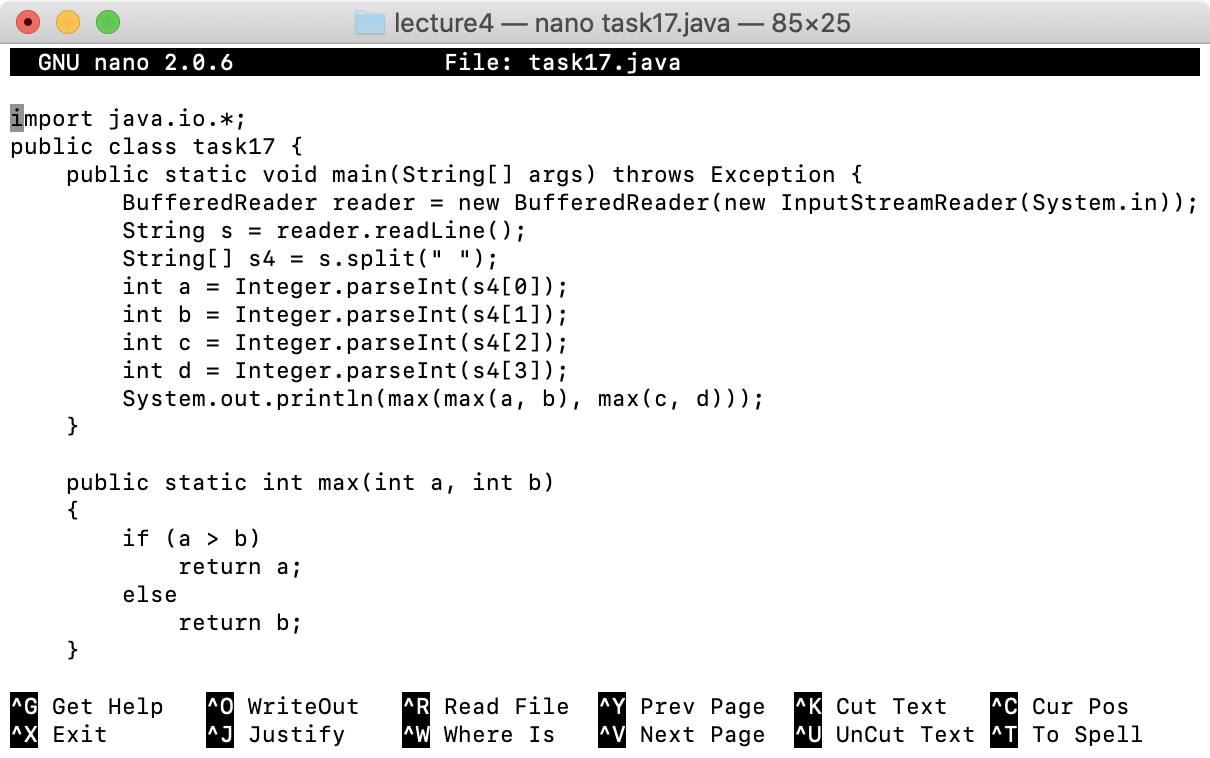 lecture4 — nano task17.java — 85×25
GNU nano 2.0.6 File: task17.java
import java.io.*;
public class task17 {
    public static void main(String[] args) throws Exception {
        BufferedReader reader = new BufferedReader(new InputStreamReader(System.in));
        String s = reader.readLine();
        String[] s4 = s.split(" ");
        int a = Integer.parseInt(s4[0]);
        int b = Integer.parseInt(s4[1]);
        int c = Integer.parseInt(s4[2]);
        int d = Integer.parseInt(s4[3]);
        System.out.println(max(max(a, b), max(c, d)));
    }
    public static int max(int a, int b)
    {
        if (a > b)
            return a;
        else
            return b;
    }
^G Get Help ^O WriteOut ^R Read File ^Y Prev Page ^K Cut Text ^C Cur Pos
^X Exit ^J Justify ^W Where Is ^V Next Page ^U UnCut Text ^T To Spell